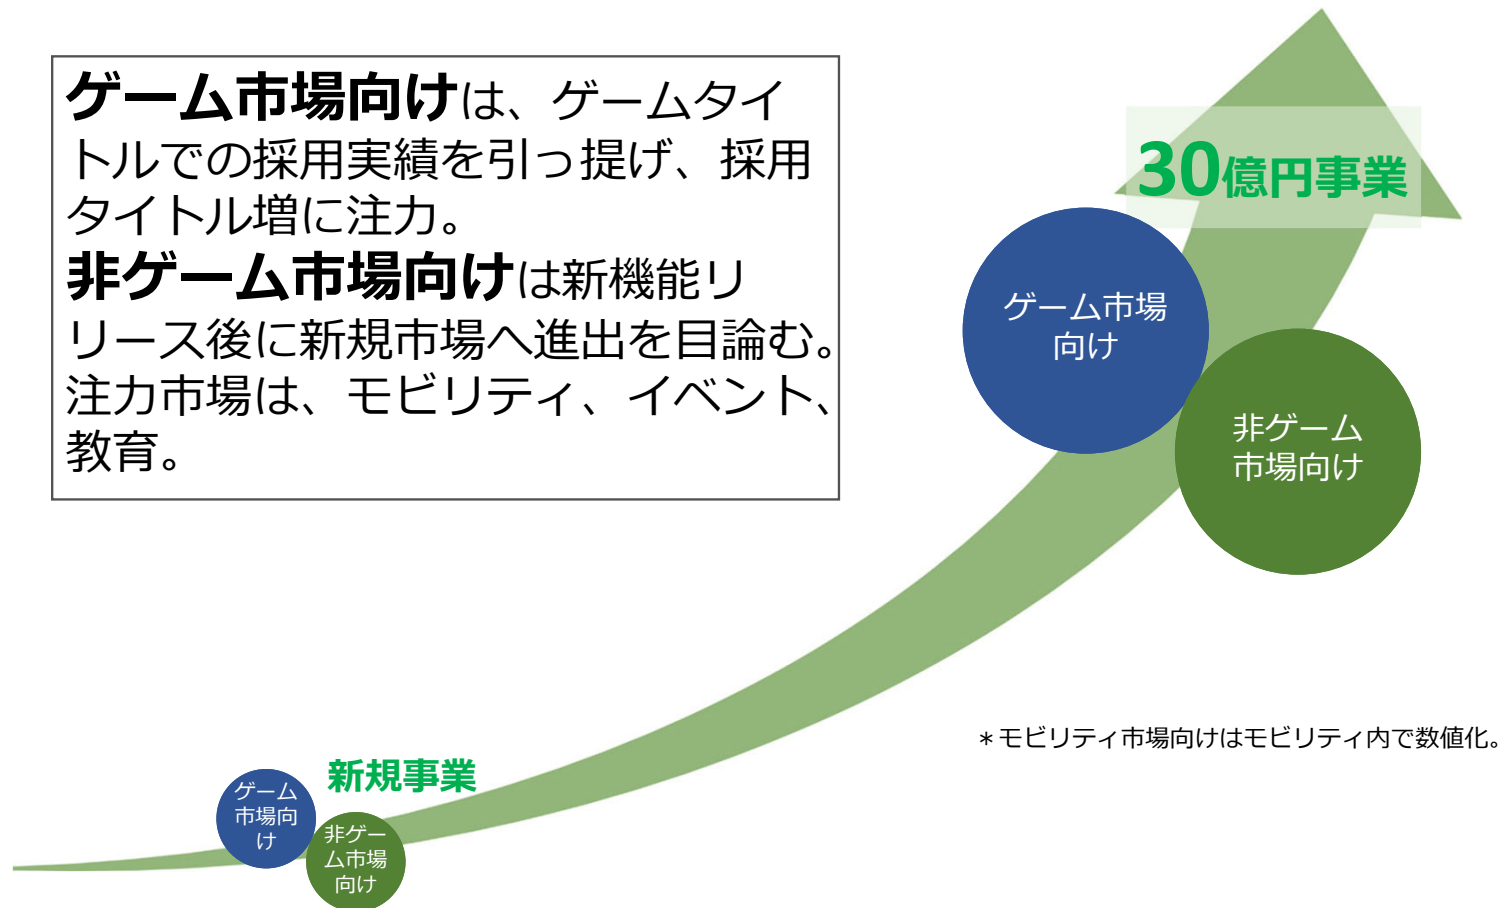 ゲーム市場向けは、ゲームタイ
トルでの採用実績を引っ提げ、採用
タイトル増に注力。
非ゲーム市場向けは新機能リ
リース後に新規市場へ進出を目論む。
注力市場は、モビリティ、イベント、
教育。
30億円事業
ゲーム市場
向け
非ゲーム
市場向け
＊モビリティ市場向けはモビリティ内で数値化。
新規事業
ゲーム
市場向
け
非ゲー
ム市場
向け